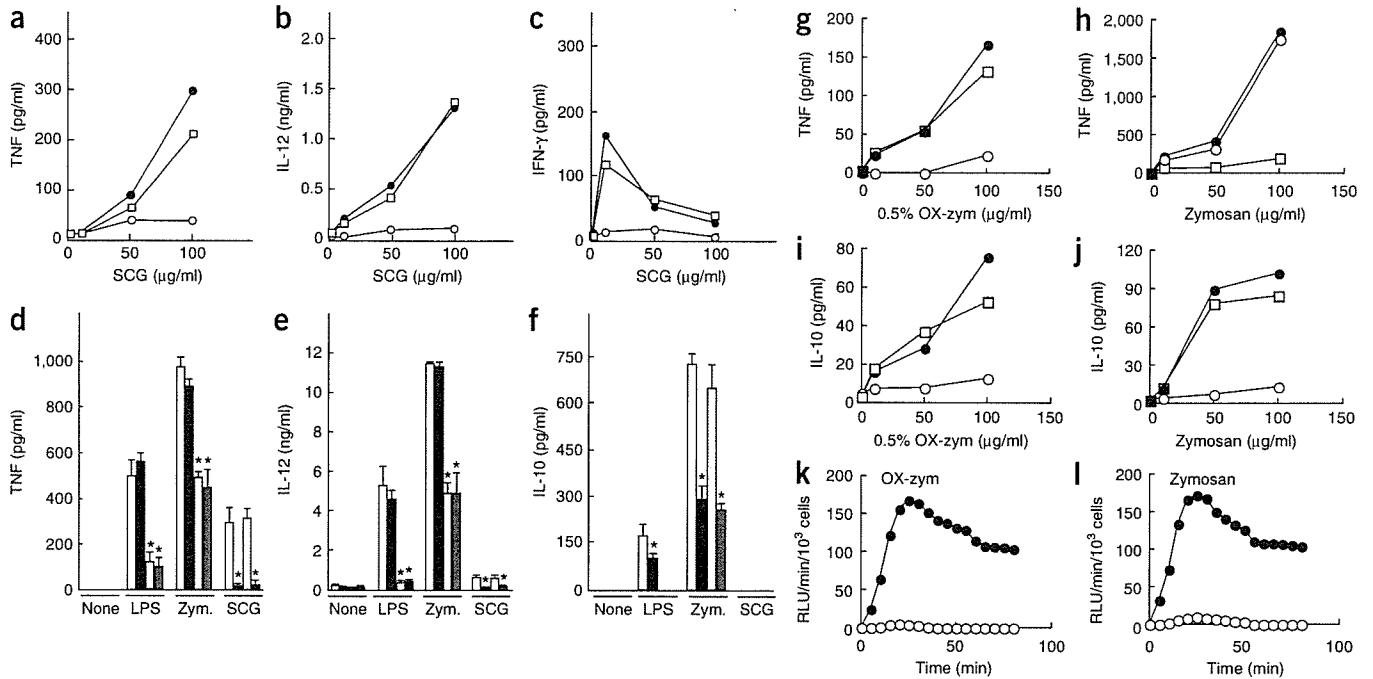 a
TNF (pg/ml)
400
300
200
100
0
0
50
100
SCG (μg/ml)
b
IL-12 (ng/ml)
2.0
1.5
1.0
0.5
0
0
50
100
SCG (μg/ml)
c
IFN-γ (pg/ml)
300
200
100
0
0
50
100
SCG (μg/ml)
g
TNF (pg/ml)
200
150
100
50
0
0
50
100
150
0.5% OX-zym (μg/ml)
h
TNF (pg/ml)
2,000
1,500
1,000
500
0
0
50
100
150
Zymosan (μg/ml)
d
TNF (pg/ml)
1,000
800
600
400
200
0
* *
* *
* *
None
LPS
Zym.
SCG
e
IL-12 (ng/ml)
12
10
8
6
4
2
0
* *
* *
* *
None
LPS
Zym.
SCG
f
IL-10 (pg/ml)
750
600
450
300
150
0
*
* *
None
LPS
Zym.
SCG
i
IL-10 (pg/ml)
80
60
40
20
0
0
50
100
150
0.5% OX-zym (μg/ml)
j
IL-10 (pg/ml)
120
90
60
30
0
0
50
100
150
Zymosan (μg/ml)
k
OX-zym
RLU/min/10³ cells
200
150
100
50
0
0
50
100
Time (min)
l
Zymosan
RLU/min/10³ cells
200
150
100
50
0
0
50
100
Time (min)